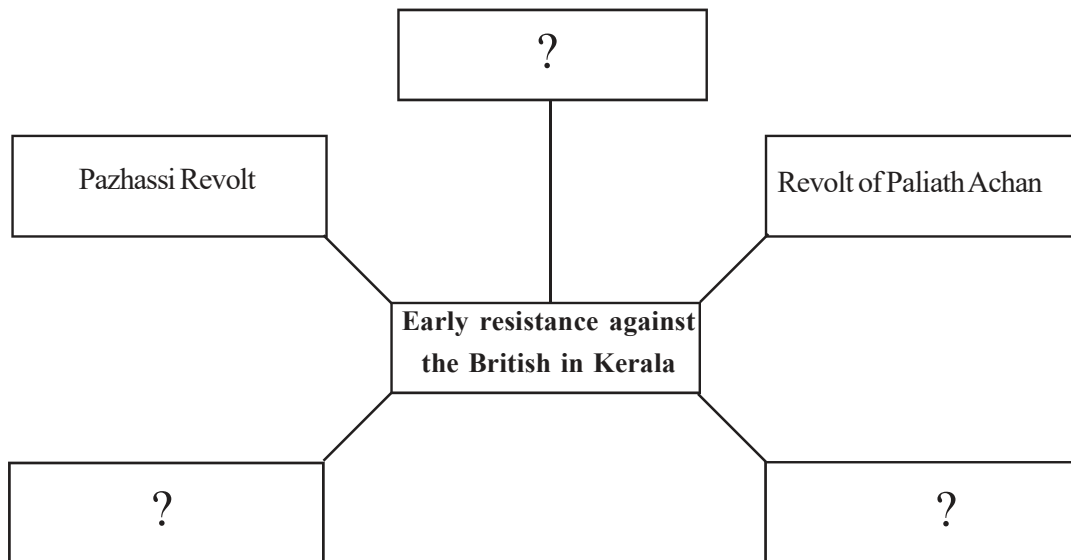 ?
Pazhassi Revolt
Revolt of Paliath Achan
Early resistance against
the British in Kerala
?
?